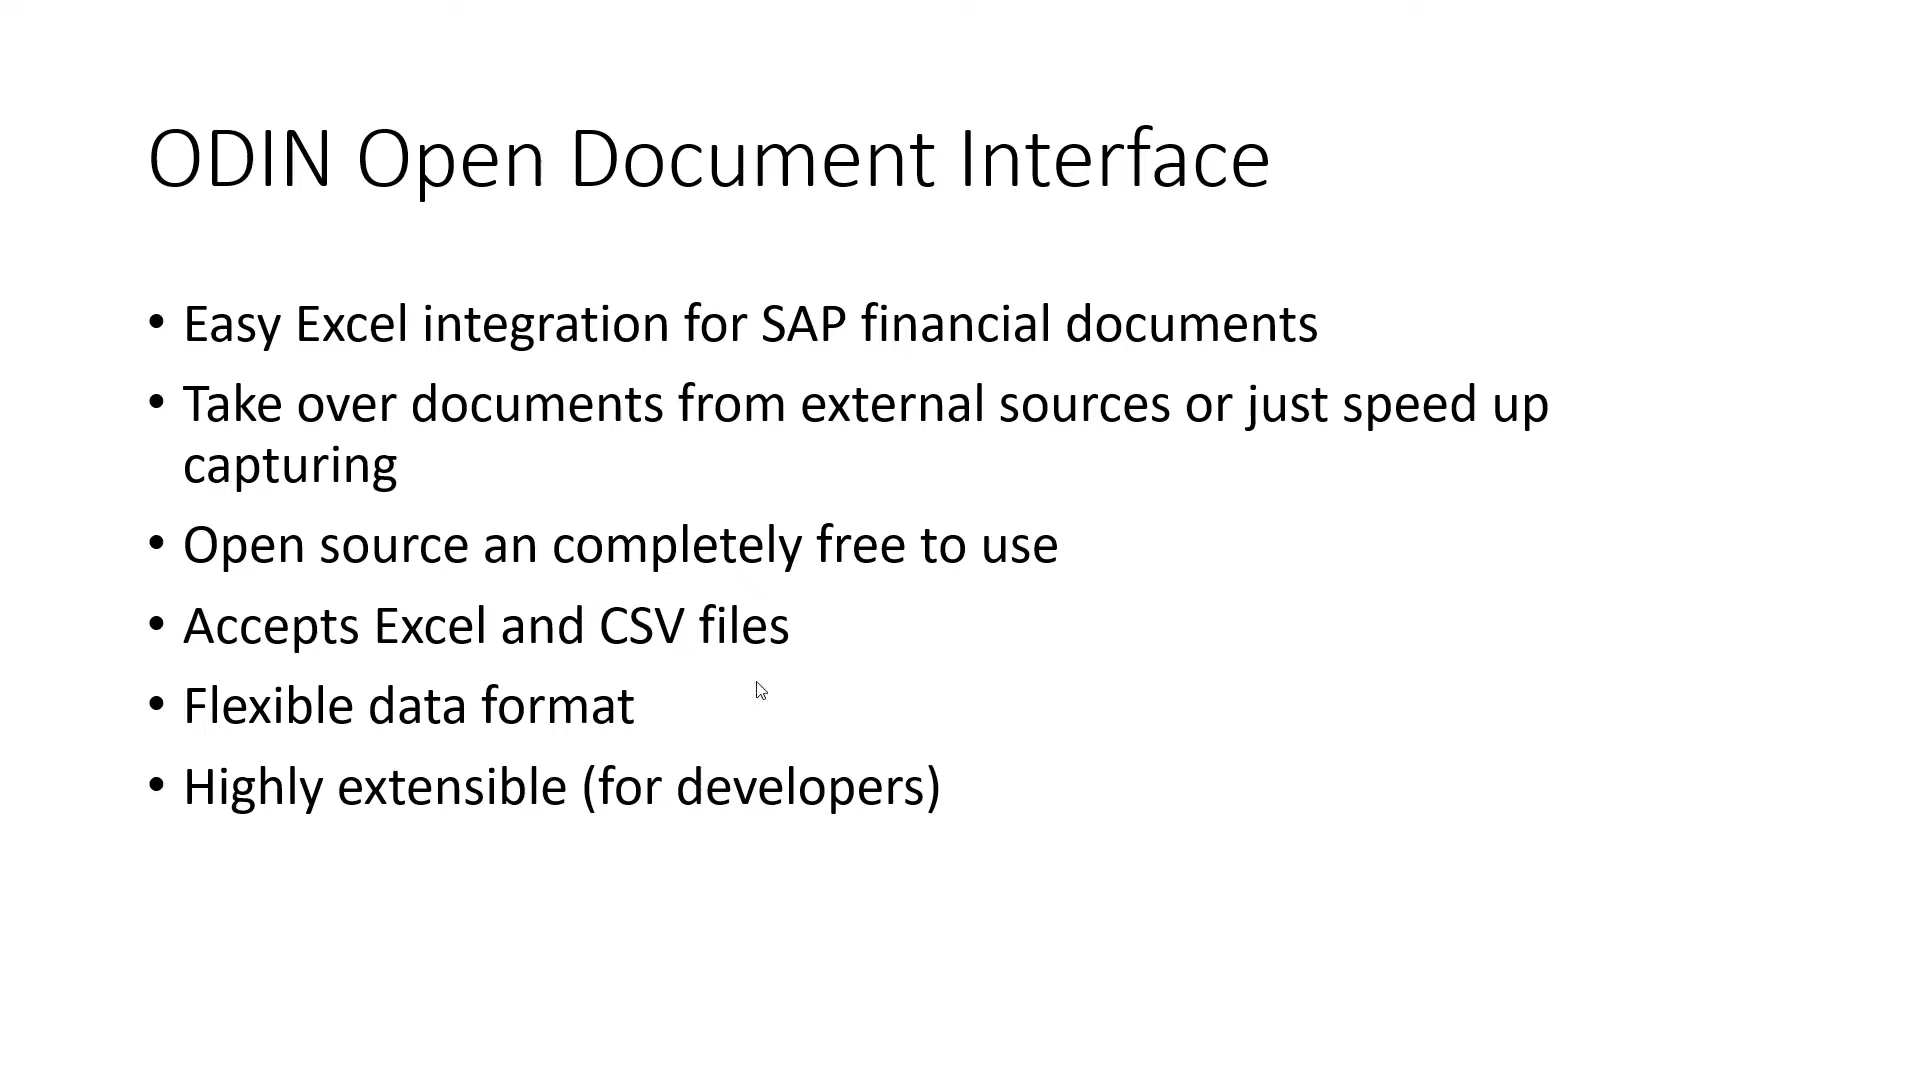 ODIN Open Document Interface
• Easy Excel integration for SAP financial documents
• Take over documents from external sources or just speed up
capturing
• Open source an completely free to use
• Accepts Excel and CSV files
• Flexible data format
• Highly extensible (for developers)